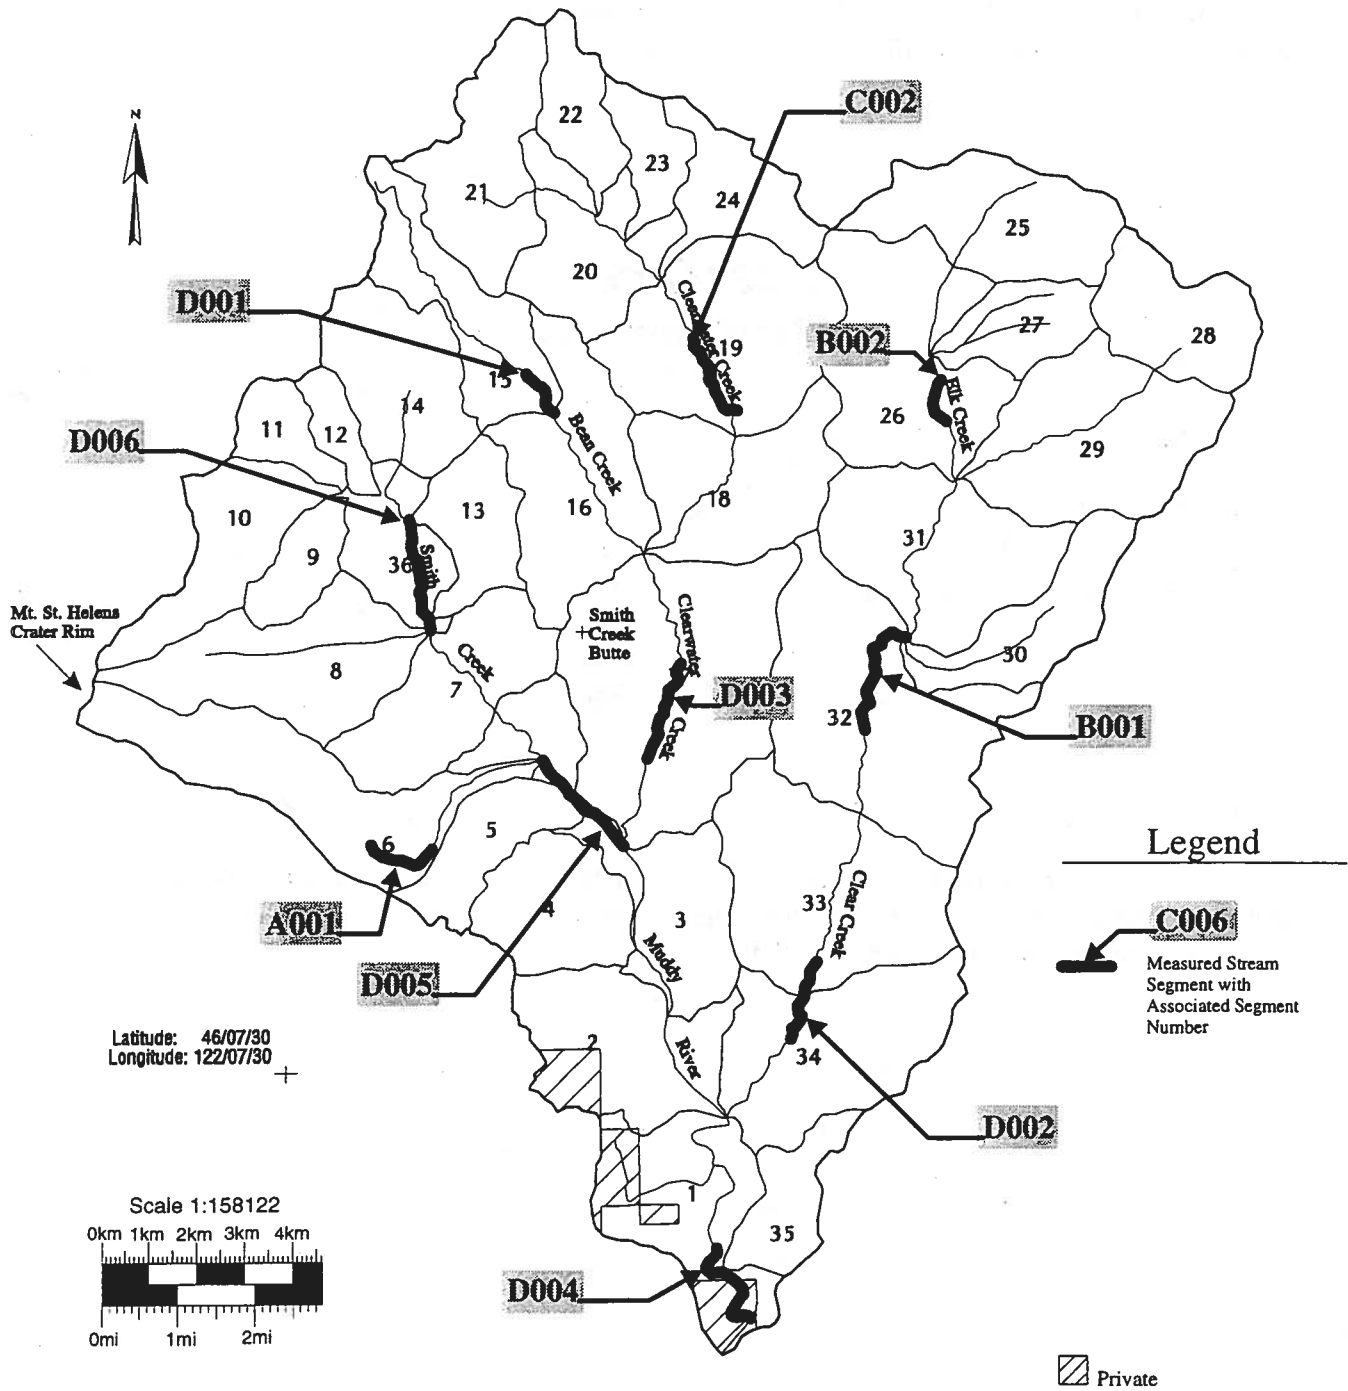 N
22
C002
23
21
24
25
20
D001
Clearwater Creek
27
28
B002
19
15
14
Elk Creek
26
11
12
D006
Bean Creek
29
10
13
16
18
9
36
Smith
31
Mt. St. Helens
Crater Rim
Smith
Creek
Butte
Clearwater
30
8
Creek
7
D003
32
B001
Creek
5
6
Legend
A001
4
33
Clear Creek
3
C006
Muddy
D005
Measured Stream
Segment with
Associated Segment
Number
Latitude: 46/07/30
Longitude: 122/07/30
2
River
34
D002
1
Scale 1:158122
0km 1km 2km 3km 4km
35
D004
0mi 1mi 2mi
Private